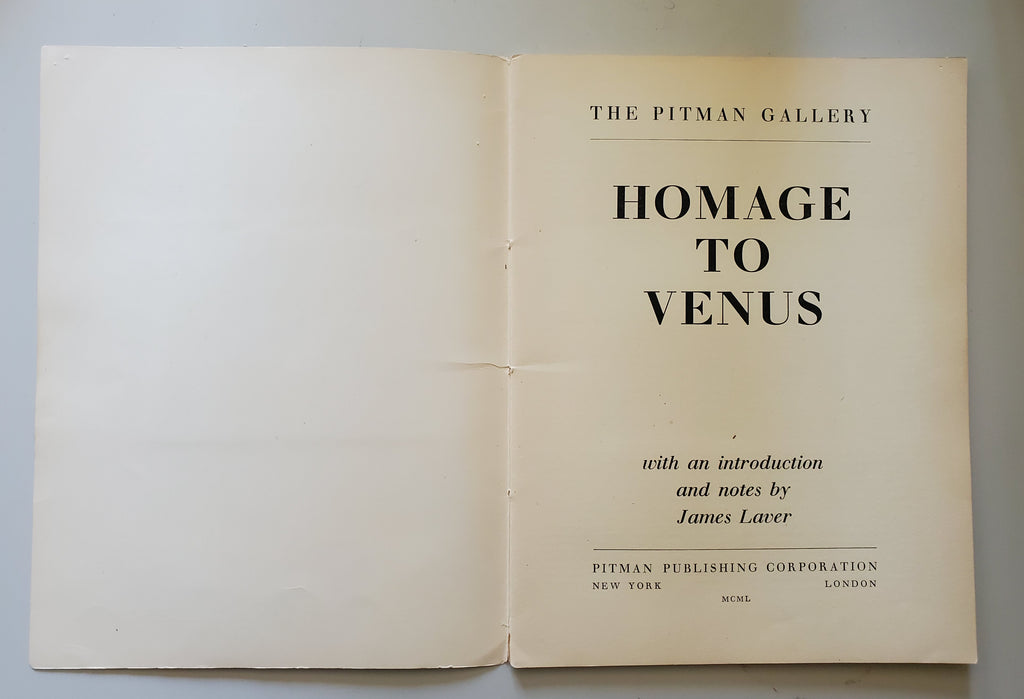 THE PITMAN GALLERY
HOMAGE
TO
VENUS
with an introduction
and notes by
James Laver
PITMAN PUBLISHING CORPORATION
NEW YORK LONDON
MCML